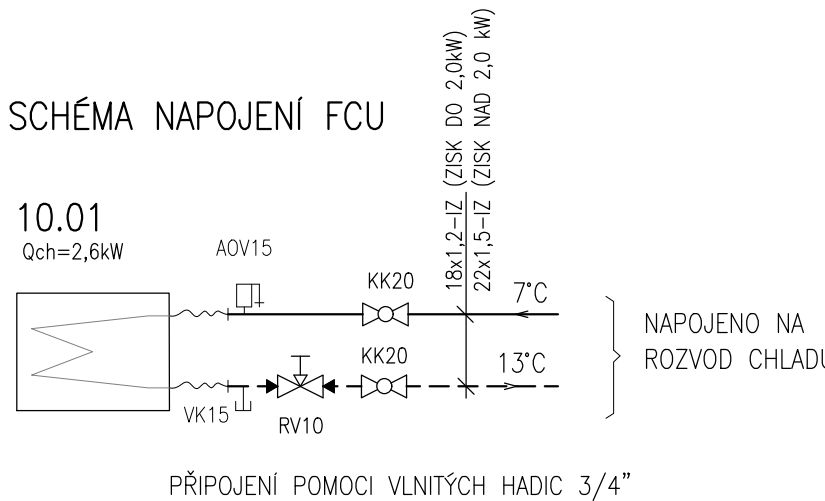 SCHÉMA NAPOJENÍ FCU
18x1,2-IZ (ZISK DO 2,0kW)
22x1,5-IZ (ZISK NAD 2,0 kW)
10.01
Qch=2,6kW
AOV15
KK20
7°C
KK20
13°C
VK15
RV10
NAPOJENO NA
ROZVOD CHLADU
PŘIPOJENÍ POMOCI VLNITÝCH HADIC 3/4"